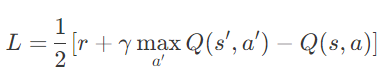 L = \frac{1}{2}[r + \gamma \max_{a'} Q(s', a') − Q(s, a)]